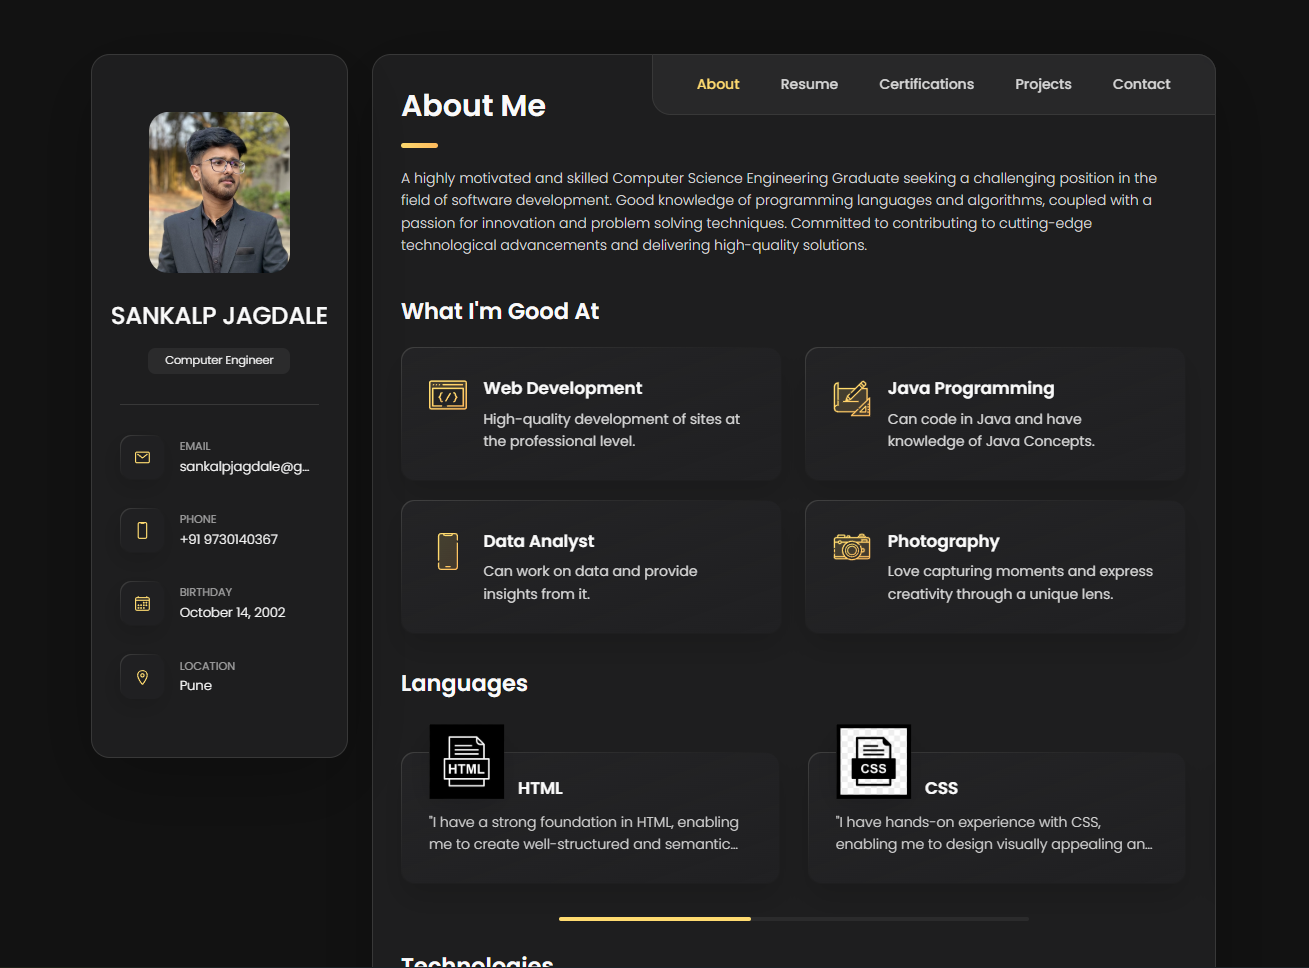 SANKALP JAGDALE
Computer Engineer
EMAIL
sankalpjagdale@g...
PHONE
+91 9730140367
BIRTHDAY
October 14, 2002
LOCATION
Pune
About Resume Certifications Projects Contact
About Me
A highly motivated and skilled Computer Science Engineering Graduate seeking a challenging position in the
field of software development. Good knowledge of programming languages and algorithms, coupled with a
passion for innovation and problem solving techniques. Committed to contributing to cutting-edge
technological advancements and delivering high-quality solutions.
What I'm Good At
Web Development
High-quality development of sites at
the professional level.
Java Programming
Can code in Java and have
knowledge of Java Concepts.
Data Analyst
Can work on data and provide
insights from it.
Photography
Love capturing moments and express
creativity through a unique lens.
Languages
HTML
HTML
"I have a strong foundation in HTML, enabling
me to create well-structured and semantic...
CSS
CSS
"I have hands-on experience with CSS,
enabling me to design visually appealing an...
Technologies